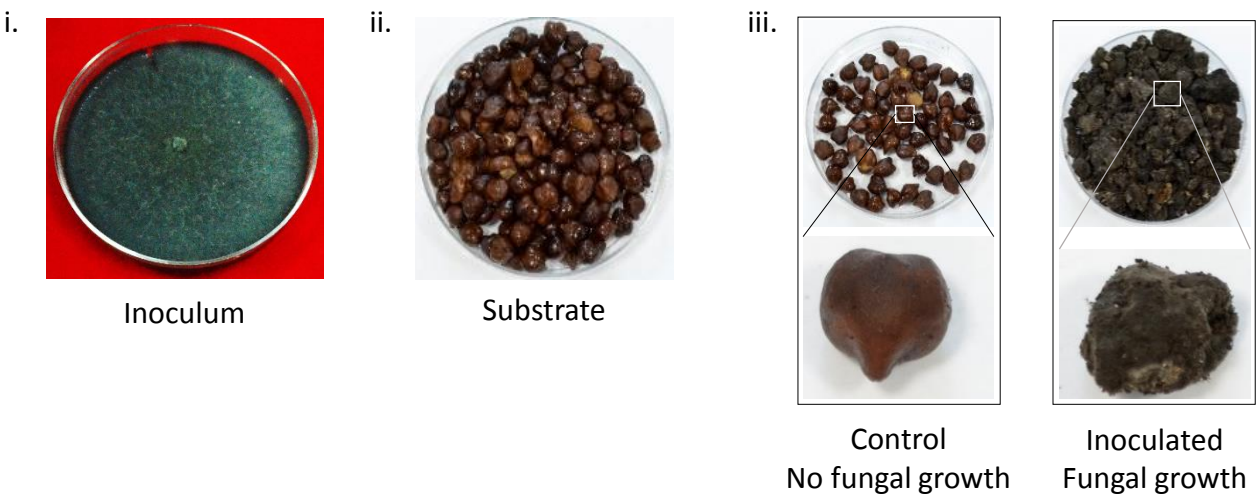 i.
ii.
iii.
Inoculum
Substrate
Control
No fungal growth
Inoculated
Fungal growth